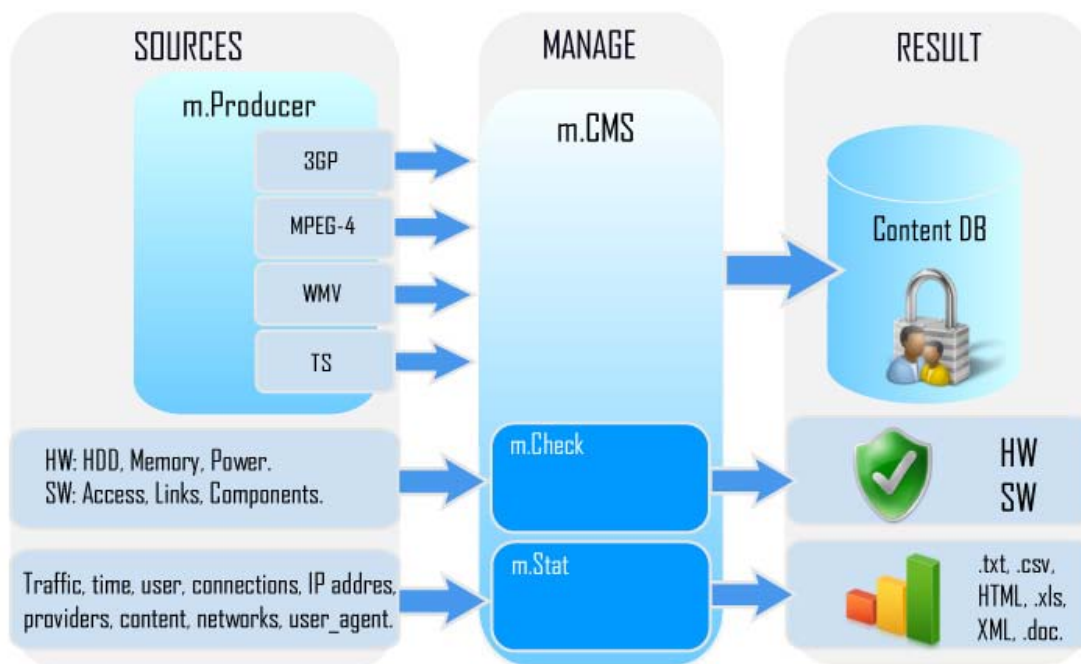 SOURCES
m.Producer
3GP
MPEG-4
WMV
TS
HW: HDD, Memory, Power.
SW: Access, Links, Components.
Traffic, time, user, connections, IP addres,
providers, content, networks, user_agent.
MANAGE
m.CMS
m.Check
m.Stat
RESULT
Content DB
HW
SW
.txt, .csv,
HTML, .xls,
XML, .doc.